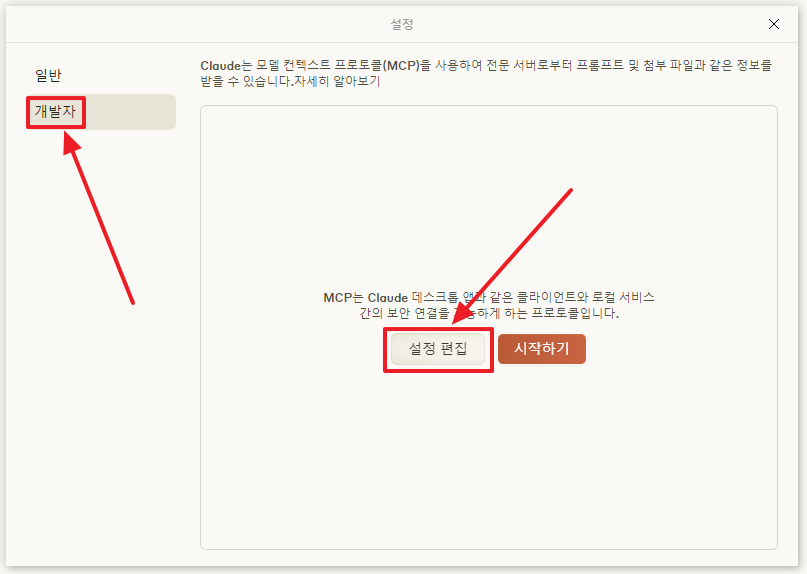 설정
일반
개발자
Claude는 모델 컨텍스트 프로토콜(MCP)을 사용하여 전문 서버로부터 프롬프트 및 첨부 파일과 같은 정보를
받을 수 있습니다.자세히 알아보기
MCP는 Claude 데스크톱 앱과 같은 클라이언트와 로컬 서비스
간의 보안 연결을 가능하게 하는 프로토콜입니다.
설정 편집
시작하기